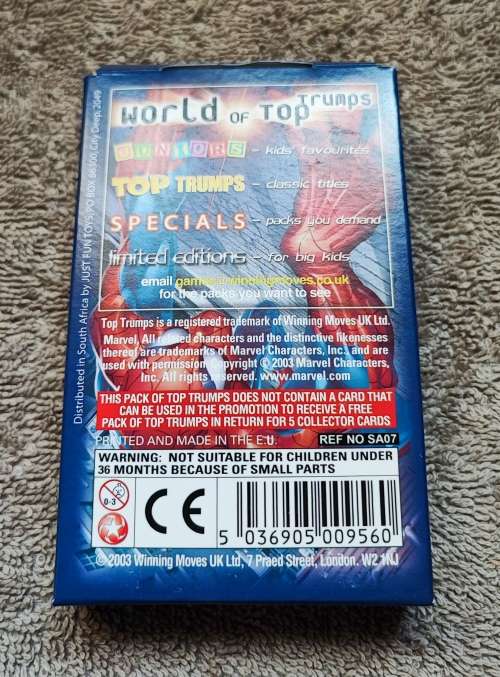 World OF TOP Trumps
JUNIORS - kids' favourites
TOP TRUMPS - classic titles
SPECIALS - packs you demand
limited editions - for big kids
email games@winningmoves.co.uk
for the packs you want to see
Top Trumps is a registered trademark of Winning Moves UK Ltd.
Marvel, All related characters and the distinctive likenesses
thereof are trademarks of Marvel Characters, Inc. and are
used with permission. Copyright © 2003 Marvel Characters,
Inc. All rights reserved. www.marvel.com
THIS PACK OF TOP TRUMPS DOES NOT CONTAIN A CARD THAT
CAN BE USED IN THE PROMOTION TO RECEIVE A FREE
PACK OF TOP TRUMPS IN RETURN FOR 5 COLLECTOR CARDS
PRINTED AND MADE IN THE E.U. REF NO SA07
WARNING: NOT SUITABLE FOR CHILDREN UNDER
36 MONTHS BECAUSE OF SMALL PARTS
0-3
CE
5 036905 009560
© 2003 Winning Moves UK Ltd, 7 Praed Street, London. W2 1NJ
Distributed in South Africa by JUST FUN TOYS, PO BOX 86300, City Deep, 2049